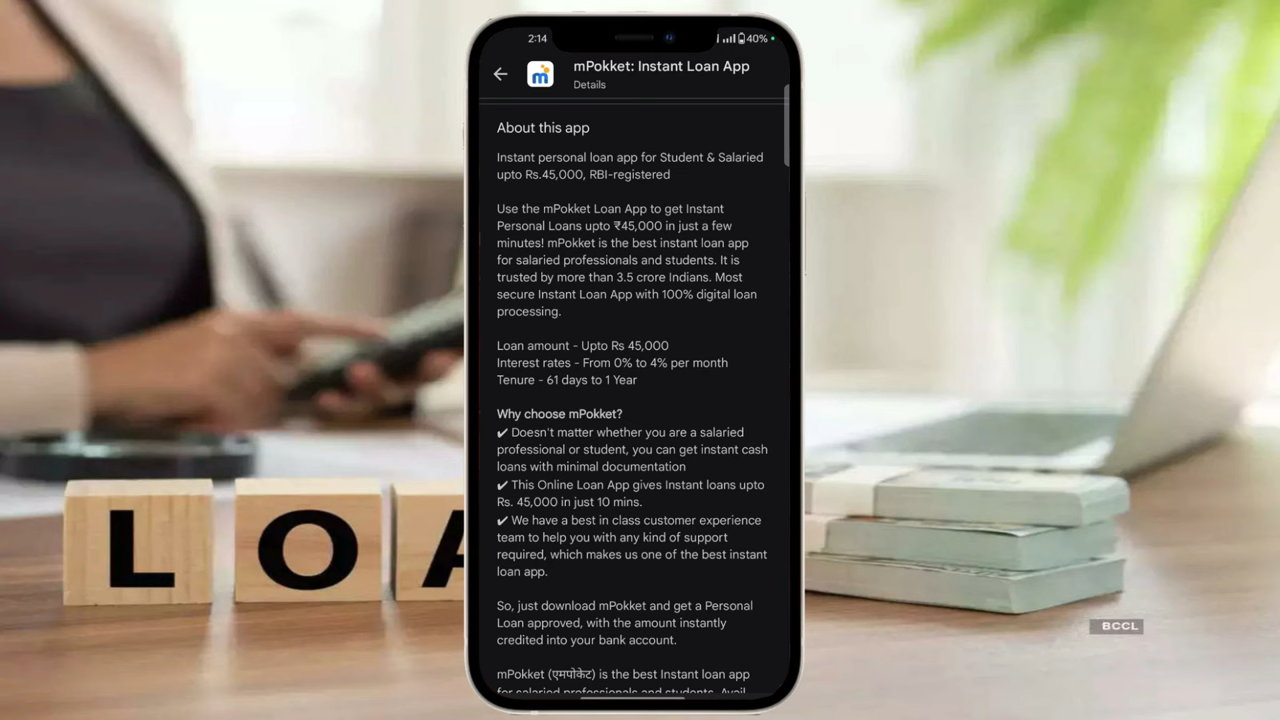 2:14
40%
m
mPokket: Instant Loan App
Details
About this app
Instant personal loan app for Student & Salaried
upto Rs.45,000, RBI-registered
Use the mPokket Loan App to get Instant
Personal Loans upto ₹45,000 in just a few
minutes! mPokket is the best instant loan app
for salaried professionals and students. It is
trusted by more than 3.5 crore Indians. Most
secure Instant Loan App with 100% digital loan
processing.
Loan amount - Upto Rs 45,000
Interest rates - From 0% to 4% per month
Tenure - 61 days to 1 Year
Why choose mPokket?
✔ Doesn't matter whether you are a salaried
professional or student, you can get instant cash
loans with minimal documentation
✔ This Online Loan App gives Instant loans upto
Rs. 45,000 in just 10 mins.
✔ We have a best in class customer experience
team to help you with any kind of support
required, which makes us one of the best instant
loan app.
So, just download mPokket and get a Personal
Loan approved, with the amount instantly
credited into your bank account.
mPokket (एमपोकेट) is the best Instant loan app
for salaried professionals and students. Avail
LOA
BCCL